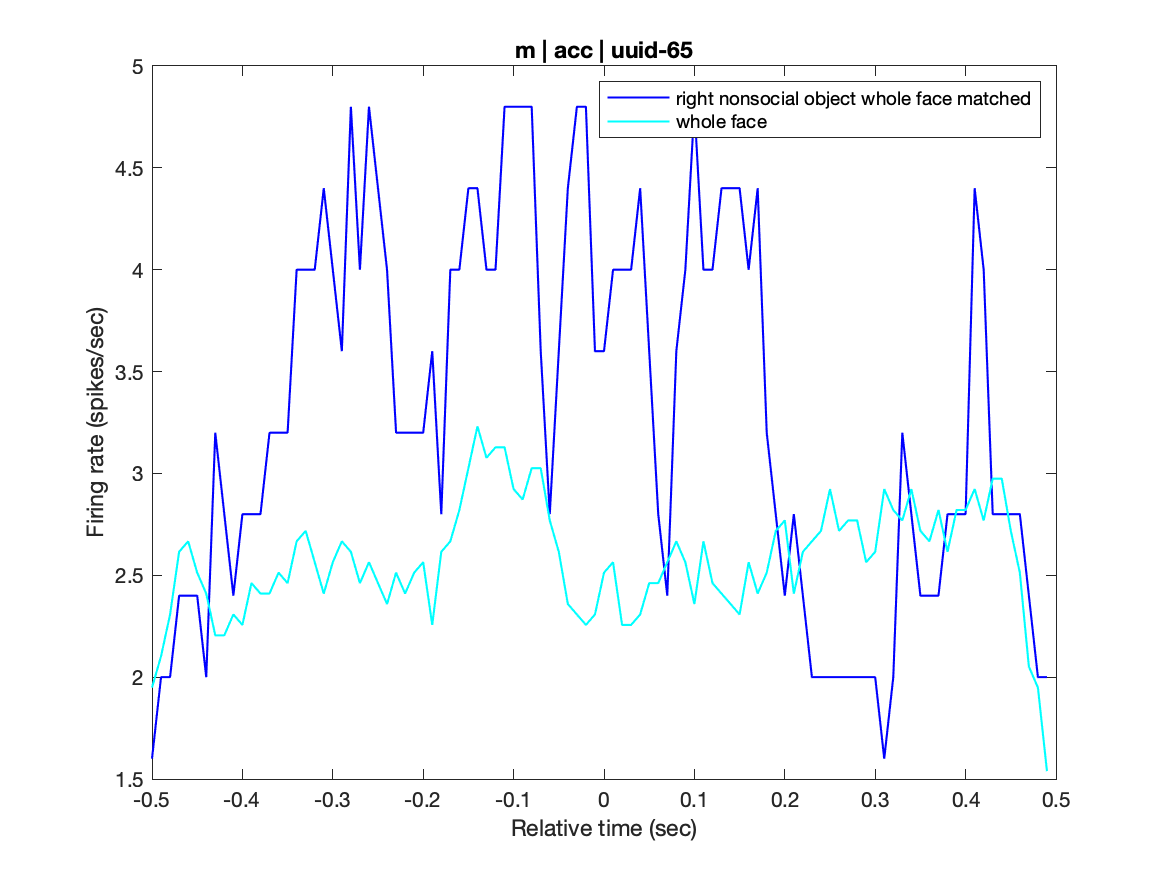 m | acc | uuid-65
right nonsocial object whole face matched
whole face
Firing rate (spikes/sec)
5
4.5
4
3.5
3
2.5
2
1.5
-0.5 -0.4 -0.3 -0.2 -0.1 0 0.1 0.2 0.3 0.4 0.5
Relative time (sec)